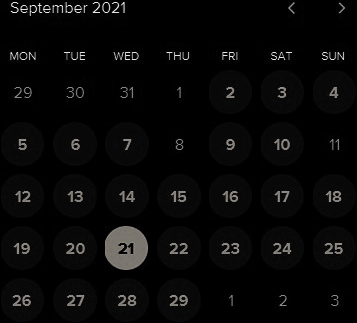 September 2021
MON TUE WED THU FRI SAT SUN
29 30 31 1 2 3 4
5 6 7 8 9 10 11
12 13 14 15 16 17 18
19 20 21 22 23 24 25
26 27 28 29 1 2 3